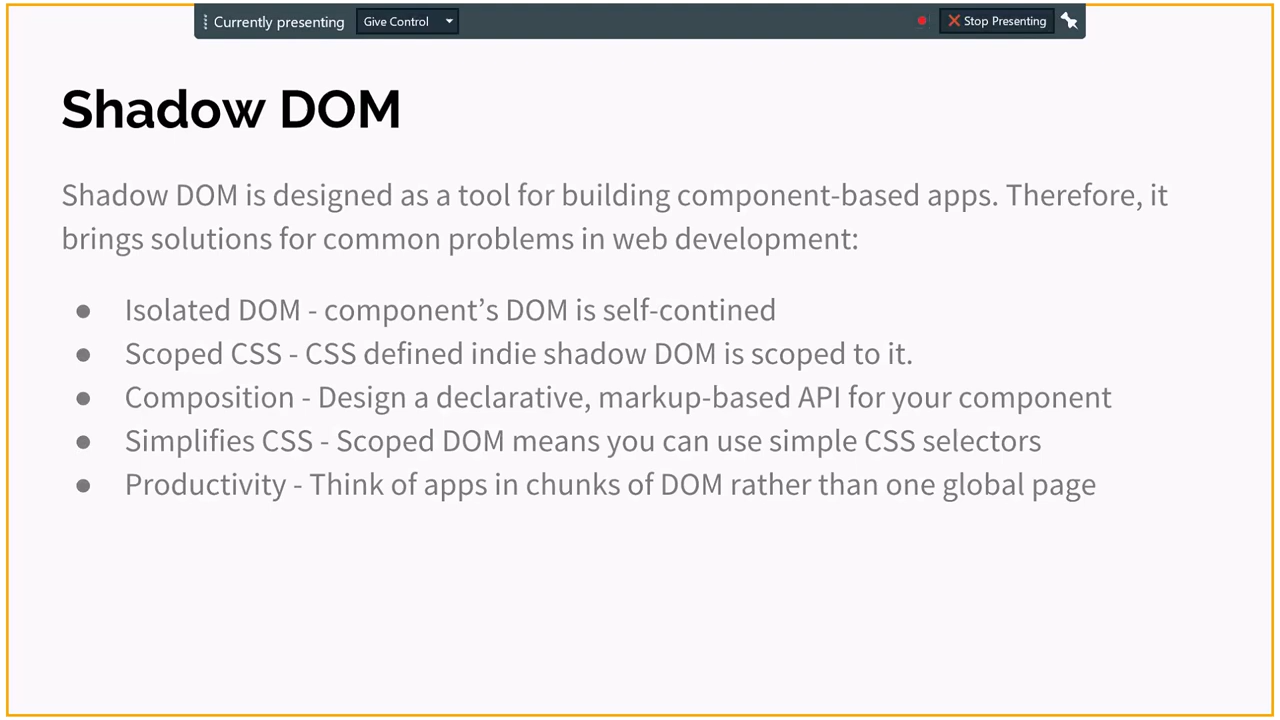 Currently presenting Give Control Stop Presenting
Shadow DOM
Shadow DOM is designed as a tool for building component-based apps. Therefore, it
brings solutions for common problems in web development:
● Isolated DOM - component’s DOM is self-contined
● Scoped CSS - CSS defined indie shadow DOM is scoped to it.
● Composition - Design a declarative, markup-based API for your component
● Simplifies CSS - Scoped DOM means you can use simple CSS selectors
● Productivity - Think of apps in chunks of DOM rather than one global page